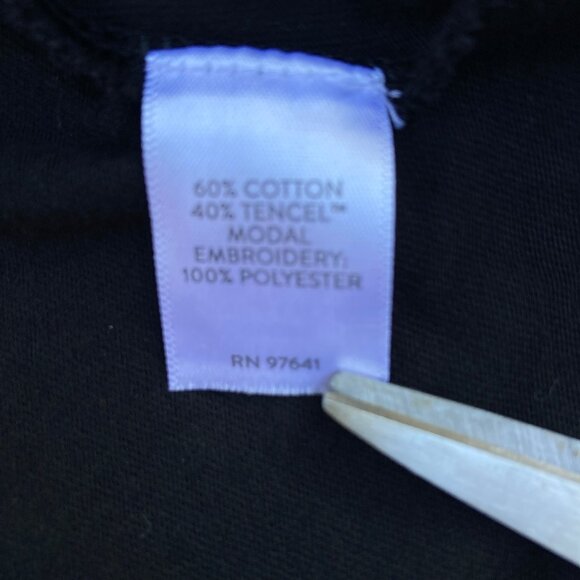 60% COTTON
40% TENCEL™
MODAL
EMBROIDERY:
100% POLYESTER
RN 97641